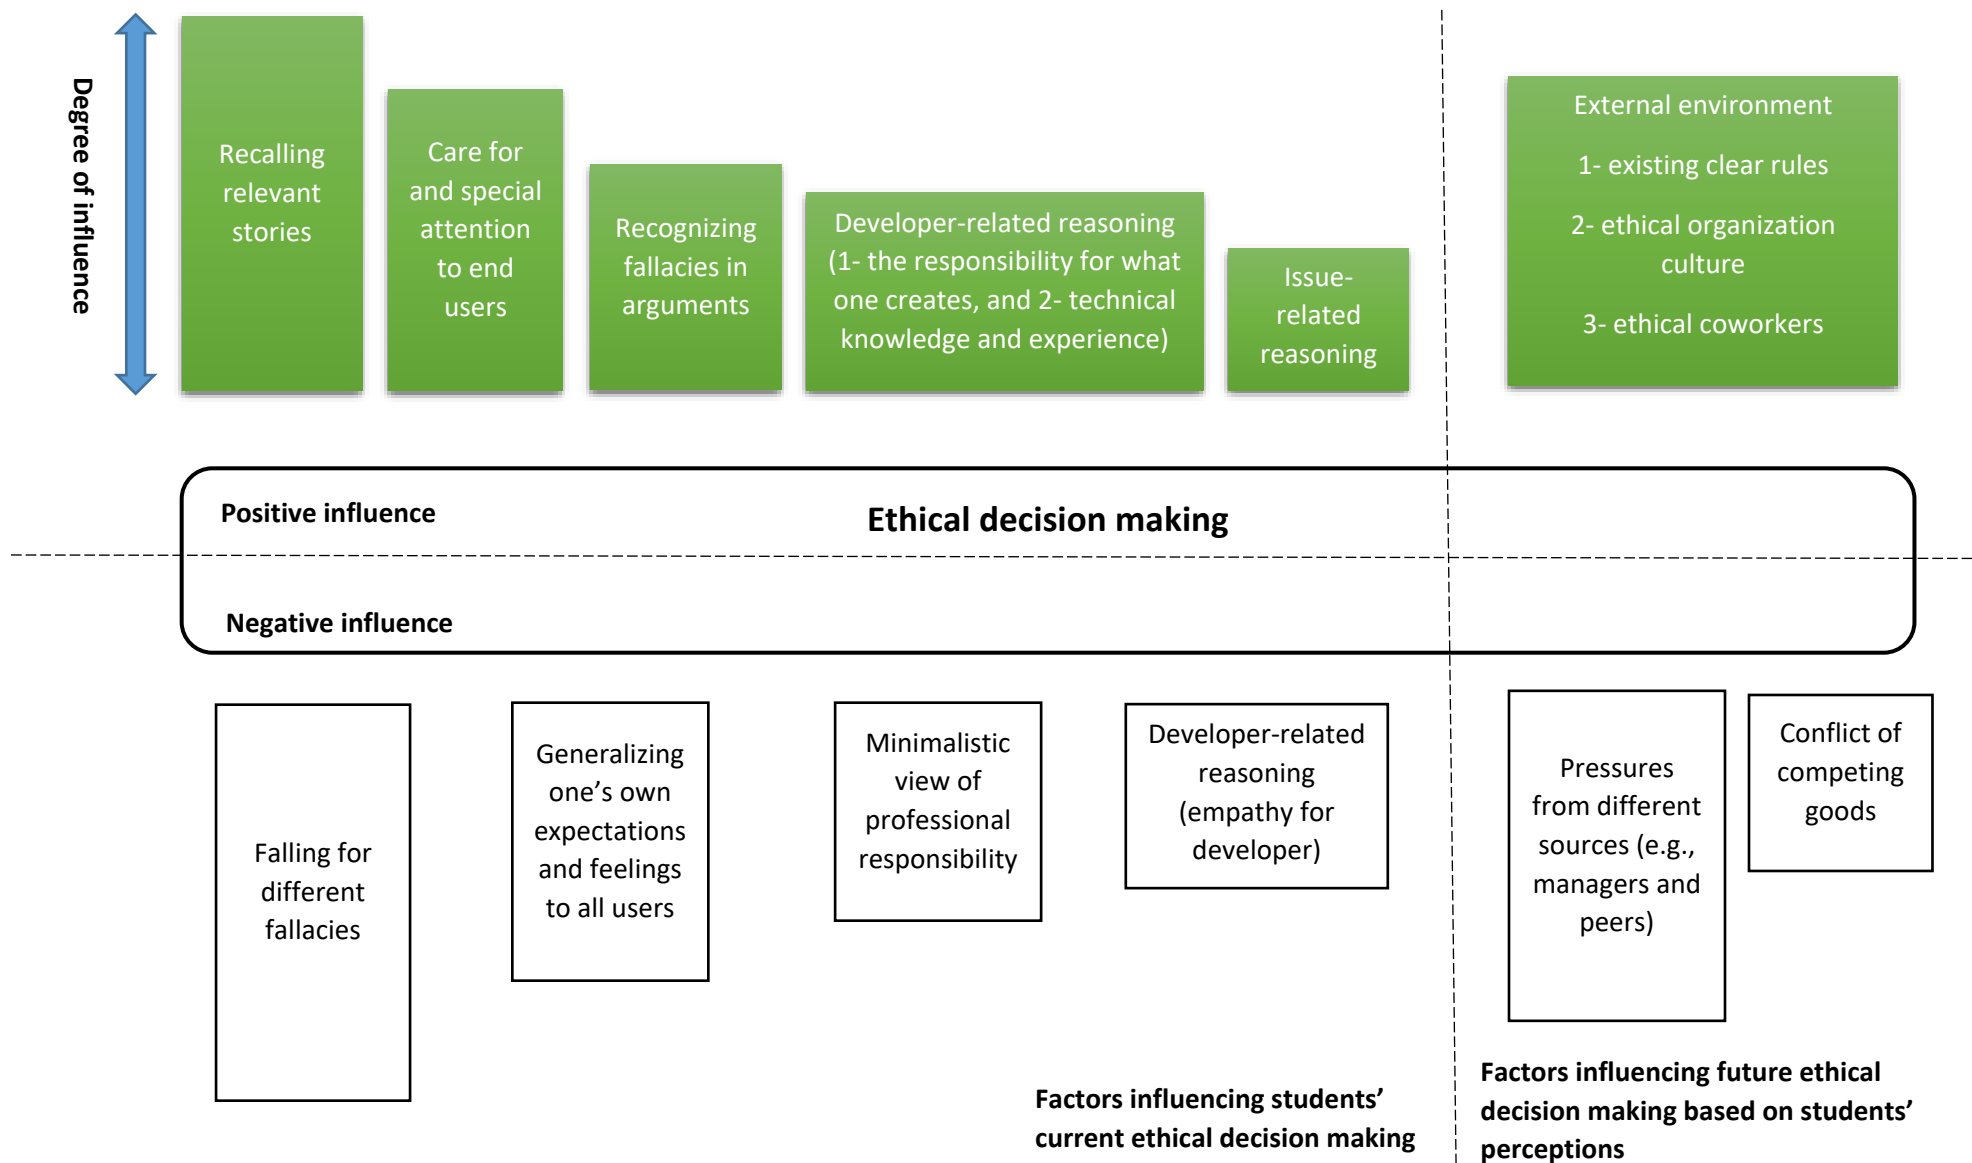 Degree of influence
Recalling
relevant
stories
Care for
and special
attention
to end
users
Recognizing
fallacies in
arguments
Developer-related reasoning
(1- the responsibility for what
one creates, and 2- technical
knowledge and experience)
Issue-
related
reasoning
External environment
1- existing clear rules
2- ethical organization
culture
3- ethical coworkers
Positive influence
Ethical decision making
Negative influence
Falling for
different
fallacies
Generalizing
one’s own
expectations
and feelings
to all users
Minimalistic
view of
professional
responsibility
Developer-related
reasoning
(empathy for
developer)
Pressures
from different
sources (e.g.,
managers and
peers)
Conflict of
competing
goods
Factors influencing students’
current ethical decision making
Factors influencing future ethical
decision making based on students’
perceptions